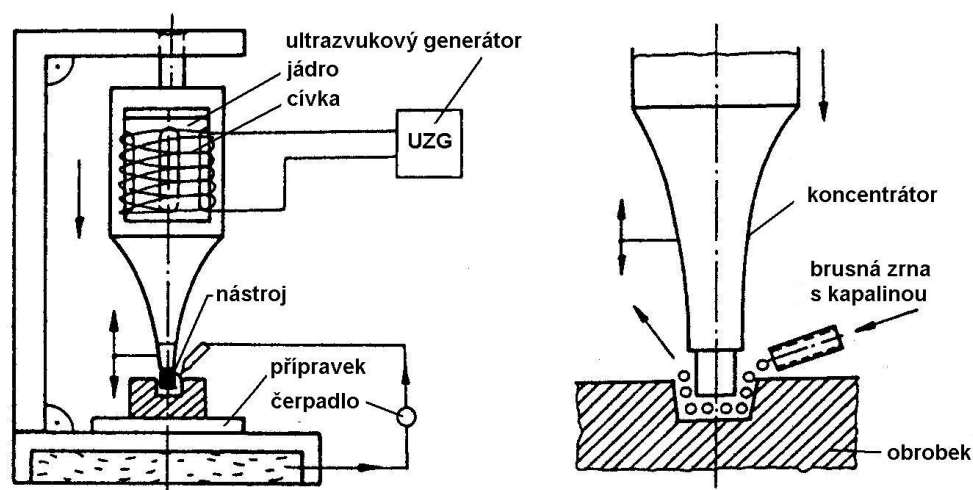 ultrazvukový generátor
jádro
cívka
UZG
nástroj
přípravek
čerpadlo
koncentrátor
brusná zrna
s kapalinou
obrobek